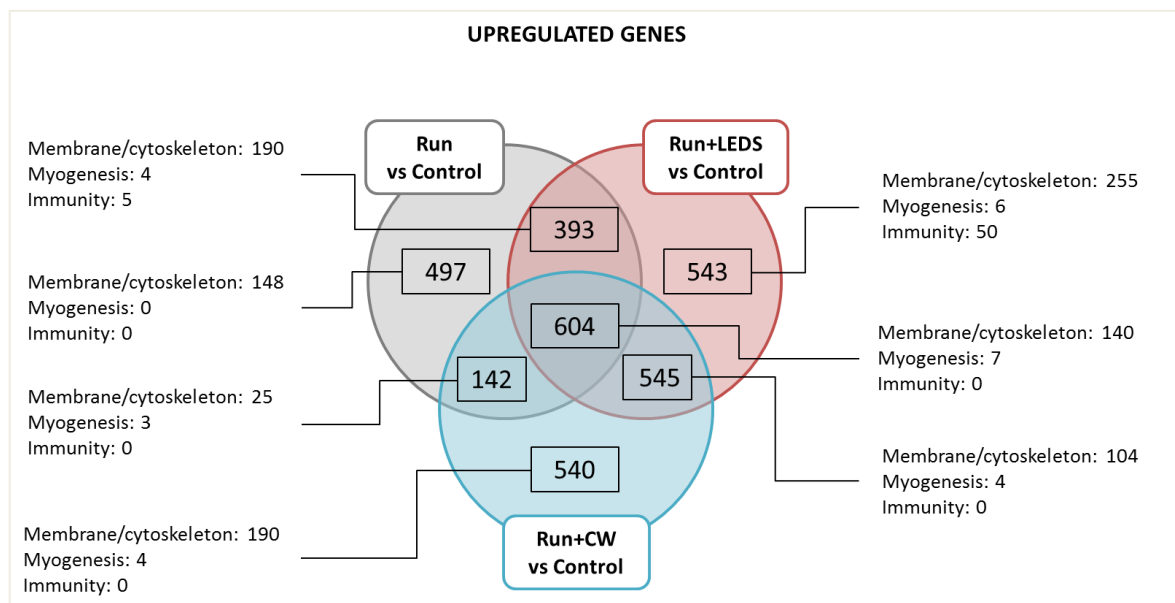 UPREGULATED GENES
Run
vs Control
Run+LEDS
vs Control
Membrane/cytoskeleton: 190
Myogenesis: 4
Immunity: 5
Membrane/cytoskeleton: 255
Myogenesis: 6
Immunity: 50
393
497
543
Membrane/cytoskeleton: 148
Myogenesis: 0
Immunity: 0
604
Membrane/cytoskeleton: 140
Myogenesis: 7
Immunity: 0
142
545
Membrane/cytoskeleton: 25
Myogenesis: 3
Immunity: 0
540
Membrane/cytoskeleton: 104
Myogenesis: 4
Immunity: 0
Membrane/cytoskeleton: 190
Myogenesis: 4
Immunity: 0
Run+CW
vs Control